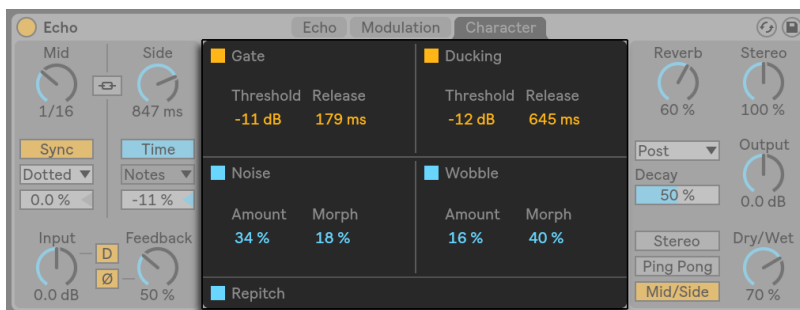 Echo
Echo Modulation Character
Mid Side
1/16 847 ms
Sync Time
Dotted Notes
0.0 % -11 %
Input Feedback
D
Ø
0.0 dB 50 %
Gate
Threshold Release
-11 dB 179 ms
Ducking
Threshold Release
-12 dB 645 ms
Noise
Amount Morph
34 % 18 %
Wobble
Amount Morph
16 % 40 %
Repitch
Reverb Stereo
60 % 100 %
Post Output
Decay
50 % 0.0 dB
Stereo Dry/Wet
Ping Pong
Mid/Side 70 %